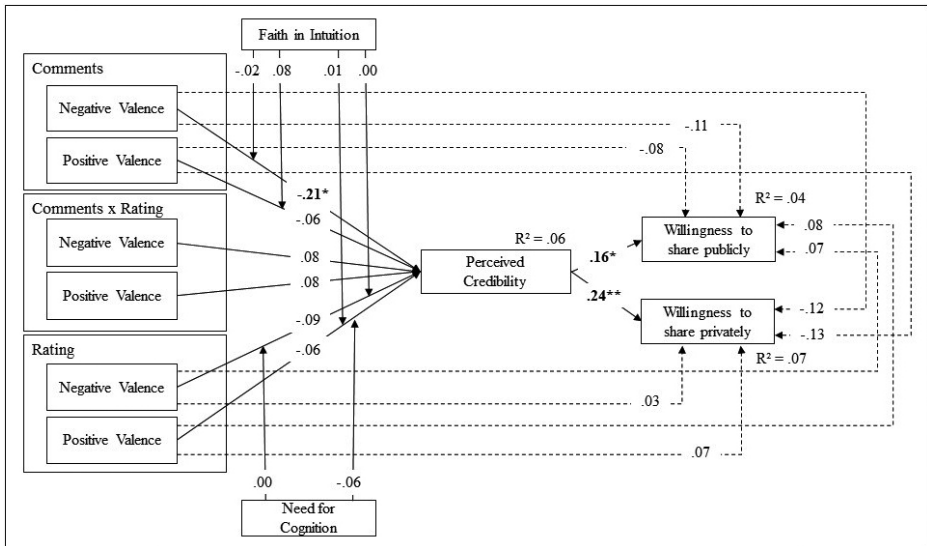 Faith in Intuition
-.02 .08 .01 .00
Comments
Negative Valence
Positive Valence
-.11
-.08
-.21*
-.06
Comments x Rating
Negative Valence
Positive Valence
.08
.08
R² = .06
Perceived
Credibility
.16*
.24**
R² = .04
Willingness to
share publicly
.08
.07
Willingness to
share privately
-.12
-.13
R² = .07
Rating
Negative Valence
Positive Valence
-.09
-.06
.03
.07
.00 -.06
Need for
Cognition